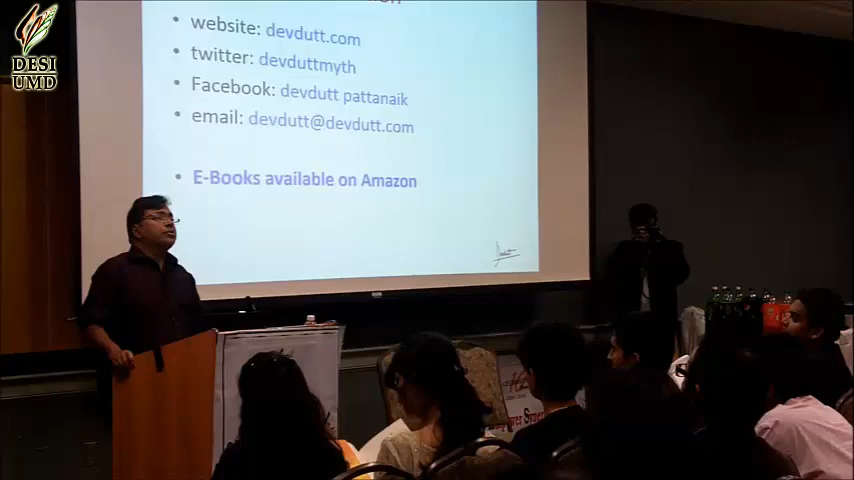 DESI
UMD
• website: devdutt.com
• twitter: devduttmyth
• Facebook: devdutt pattanaik
• email: devdutt@devdutt.com
• E-Books available on Amazon